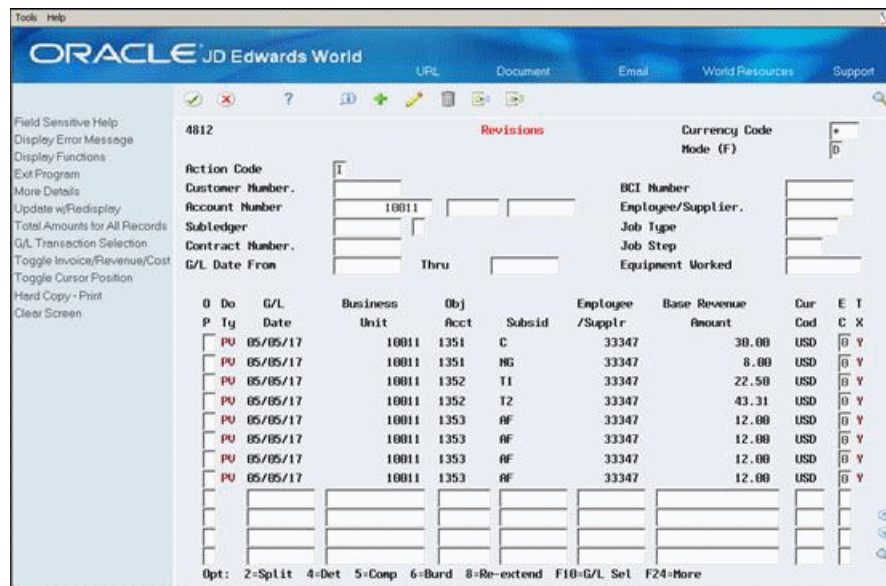 Tools Help
ORACLE JD Edwards World
URL Document Email World Resources Support
?
Field Sensitive Help
Display Error Message
Display Functions
Exit Program
More Details
Update w/Redisplay
Total Amounts for All Records
G/L Transaction Selection
Toggle Invoice/Revenue/Cost
Toggle Cursor Position
Hard Copy - Print
Clear Screen
4812 Revisions Currency Code *
Mode (F) D
Action Code I
Customer Number. BCI Number
Account Number 10011 Employee/Supplier.
Subledger Job Type
Contract Number. Job Step
G/L Date From Thru Equipment Worked
O Do G/L Business Obj Employee Base Revenue Cur E T
P Ty Date Unit Acct Subsid /Supplr Amount Cod C X
PV 05/05/17 10011 1351 C 33347 30.00 USD 0 Y
PV 05/05/17 10011 1351 NG 33347 8.00 USD 0 Y
PV 05/05/17 10011 1352 T1 33347 22.50 USD 0 Y
PV 05/05/17 10011 1352 T2 33347 43.31 USD 0 Y
PV 05/05/17 10011 1353 AF 33347 12.00 USD 0 Y
PV 05/05/17 10011 1353 AF 33347 12.00 USD 0 Y
PV 05/05/17 10011 1353 AF 33347 12.00 USD 0 Y
PV 05/05/17 10011 1353 AF 33347 12.00 USD 0 Y
Opt: 2=Split 4=Det 5=Comp 6=Burd 8=Re-extend F10=G/L Sel F24=More